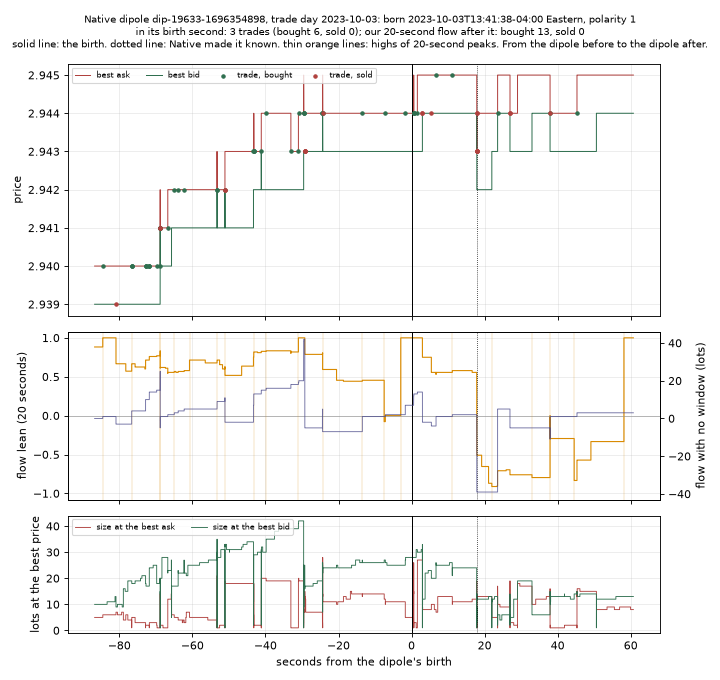 Native dipole dip-19633-1696354898, trade day 2023-10-03: born 2023-10-03T13:41:38-04:00 Eastern, polarity 1
in its birth second: 3 trades (bought 6, sold 0); our 20-second flow after it: bought 13, sold 0
solid line: the birth. dotted line: Native made it known. thin orange lines: highs of 20-second peaks. From the dipole before to the dipole after.
best ask best bid trade, bought trade, sold
2.945
2.944
2.943
2.942
2.941
2.940
2.939
price
1.0
0.5
0.0
−0.5
−1.0
flow lean (20 seconds)
40
20
0
−20
−40
flow with no window (lots)
size at the best ask size at the best bid
40
30
20
10
0
lots at the best price
−80 −60 −40 −20 0 20 40 60
seconds from the dipole's birth